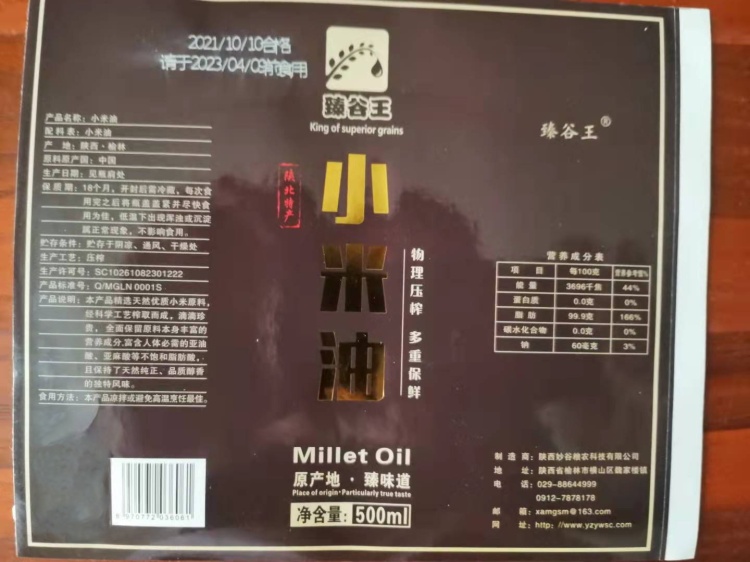 2021/10/10合格
请于2023/04/09前食用
臻谷王
King of superior grains
陕北特产
小米油
物理压榨 多重保鲜
Millet Oil
原产地·臻味道
Place of origin·Particularly true taste
净含量:500ml
产品名称:小米油
配料表:小米油
产 地:陕西·榆林
原料原产国:中国
生产日期:见瓶肩处
保质期:18个月,开封后需冷藏,每次食
用完之后将瓶盖盖紧并尽快食
用为佳,低温下出现浑浊或沉淀
属正常现象,不影响食用。
贮存条件:贮存于阴凉、通风、干燥处
生产工艺:压榨
生产许可号:SC10261082301222
产品标准号:Q/MGLN 0001S
产品说明:本产品精选天然优质小米原料,
经科学工艺榨取而成,滴滴珍
贵,全面保留原料本身丰富的
营养成分,富含人体必需的亚油
酸、亚麻酸等不饱和脂肪酸,
且保持了天然纯正、品质醇香
的独特风味。
食用方法:本产品凉拌或避免高温烹饪最佳。
臻谷王®
营养成分表
项 目 每100克 营养参考值%
能 量 3696千焦 44%
蛋白质 0.0克 0%
脂 肪 99.9克 166%
碳水化合物 0.0克 0%
钠 60毫克 3%
制 造 商:陕西妙谷粮农科技有限公司
地 址:陕西省榆林市横山区魏家楼镇
电 话:029-88644999
0912-7878178
邮 箱:xamgsm@163.com
网 址:http://www.yzywsc.com